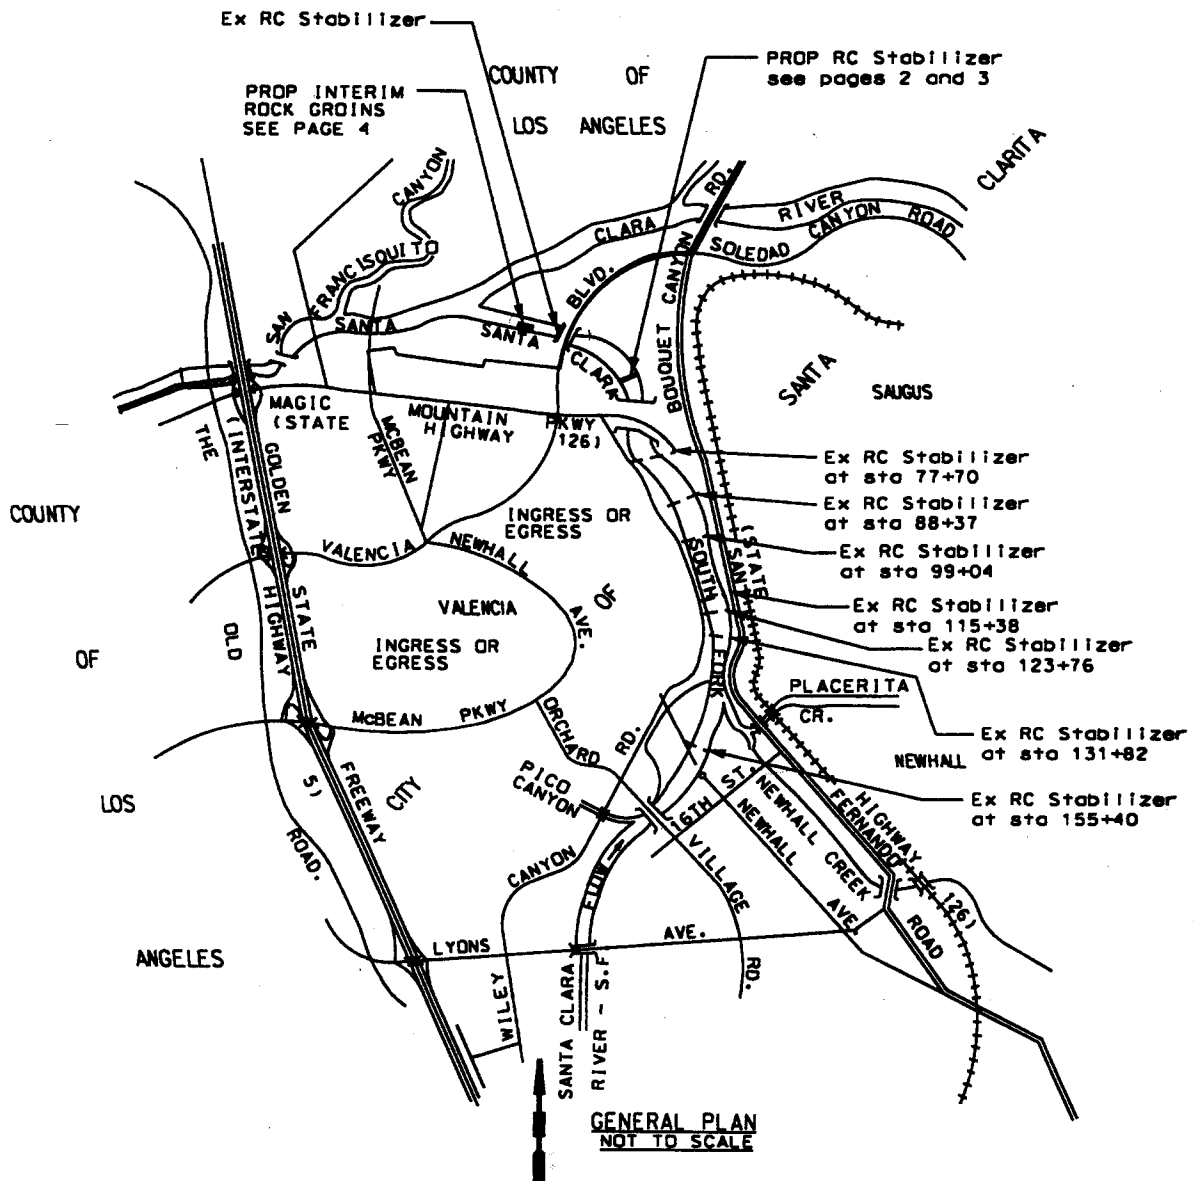 Ex RC Stabilizer
COUNTY OF
LOS ANGELES
PROP RC Stabilizer
see pages 2 and 3
PROP INTERIM
ROCK GROINS
SEE PAGE 4
SANTA CLARITA
SAN FRANCISQUITO CANYON
SANTA CLARA RIVER
SOLEDAD CANYON ROAD
BOUQUET CANYON RD.
BLVD.
SANTA CLARA
SAUGUS
MAGIC MOUNTAIN PKWY
(STATE HIGHWAY 126)
MCBEAN
PKWY
THE OLD ROAD.
GOLDEN STATE FREEWAY
(INTERSTATE HIGHWAY 5)
Ex RC Stabilizer
at sta 77+70
Ex RC Stabilizer
at sta 88+37
Ex RC Stabilizer
at sta 99+04
Ex RC Stabilizer
at sta 115+38
Ex RC Stabilizer
at sta 123+76
Ex RC Stabilizer
at sta 131+82
Ex RC Stabilizer
at sta 155+40
COUNTY
OF
LOS
ANGELES
INGRESS OR
EGRESS
VALENCIA
NEWHALL AVE.
VALENCIA
INGRESS OR
EGRESS
CITY OF
SOUTH FORK
SAN FERNANDO ROAD
(STATE HIGHWAY 126)
PLACERITA
CR.
NEWHALL
McBEAN PKWY
ORCHARD VILLAGE RD.
PICO
CANYON
WILEY CANYON RD.
16TH ST.
NEWHALL CREEK
NEWHALL AVE.
FLOW
LYONS AVE.
SANTA CLARA
RIVER - S.F
GENERAL PLAN
NOT TO SCALE